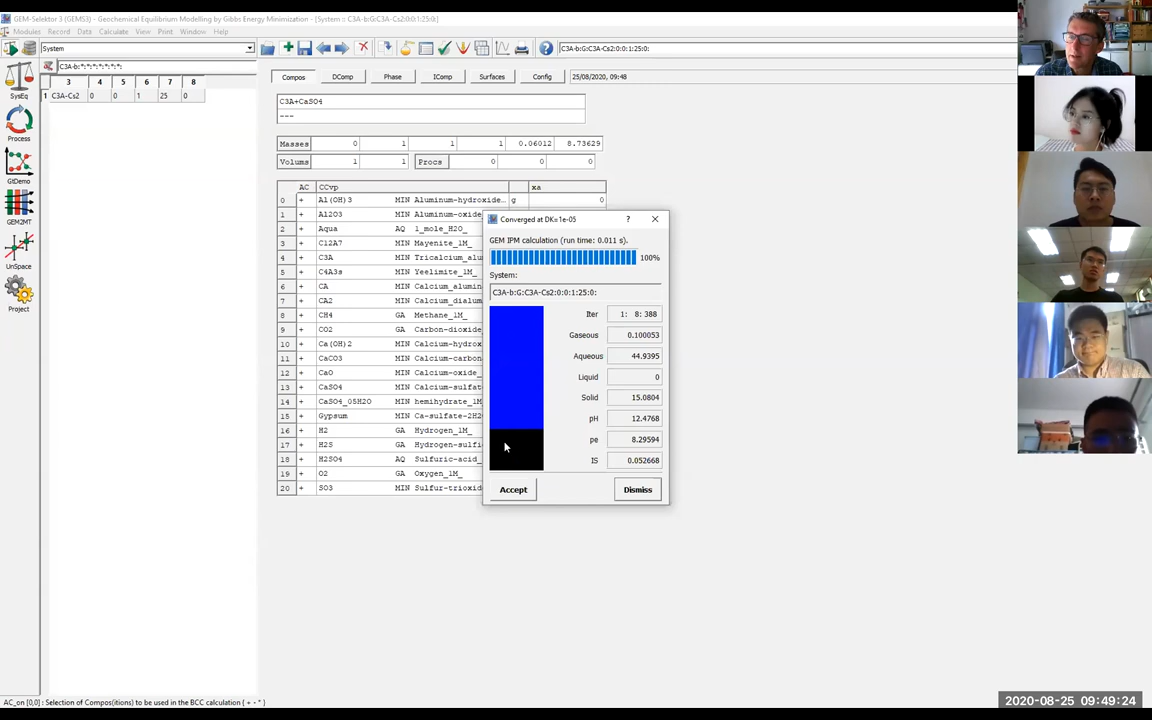 GEM-Selektor 3 (GEMS3) - Geochemical Equilibrium Modelling by Gibbs Energy Minimization - [System :: C3A-b:G:C3A-Cs2:0:0:1:25:0:]
Modules Record Data Calculate View Print Window Help
System
C3A-b:G:C3A-Cs2:0:0:1:25:0:
C3A-b:*:*:*:*:*:*:*:
3 4 5 6 7 8
1 C3A-Cs2 0 0 1 25 0
SysEq
Process
GtDemo
GEM2MT
UnSpace
Project
Compos DComp Phase IComp Surfaces Config 25/08/2020, 09:48
C3A+CaSO4
---
Masses 0 1 1 1 0.06012 8.73629
Volums 1 1 Procs 0 0 0
AC CCvp xa
0 + Al(OH)3 MIN Aluminum-hydroxide... g 0
1 + Al2O3 MIN Aluminum-oxide
2 + Aqua AQ 1_mole_H2O_
3 + C12A7 MIN Mayenite_1M_
4 + C3A MIN Tricalcium_alu
5 + C4A3s MIN Yeelimite_1M_
6 + CA MIN Calcium_alumin
7 + CA2 MIN Calcium_dialum
8 + CH4 GA Methane_1M_
9 + CO2 GA Carbon-dioxide
10 + Ca(OH)2 MIN Calcium-hydrox
11 + CaCO3 MIN Calcium-carbon
12 + CaO MIN Calcium-oxide_
13 + CaSO4 MIN Calcium-sulfat
14 + CaSO4_05H2O MIN hemihydrate_1M
15 + Gypsum MIN Ca-sulfate-2H2
16 + H2 GA Hydrogen_1M_
17 + H2S GA Hydrogen-sulfi
18 + H2SO4 AQ Sulfuric-acid_
19 + O2 GA Oxygen_1M_
20 + SO3 MIN Sulfur-trioxid
Converged at DK=1e-05 ?
GEM IPM calculation (run time: 0.011 s).
100%
System:
C3A-b:G:C3A-Cs2:0:0:1:25:0:
Iter 1: 8: 388
Gaseous 0.100053
Aqueous 44.9395
Liquid 0
Solid 15.0804
pH 12.4768
pe 8.29594
IS 0.052668
Accept Dismiss
AC_on [0,0] : Selection of Compos(itions) to be used in the BCC calculation { + - * }
2020-08-25 09:49:24